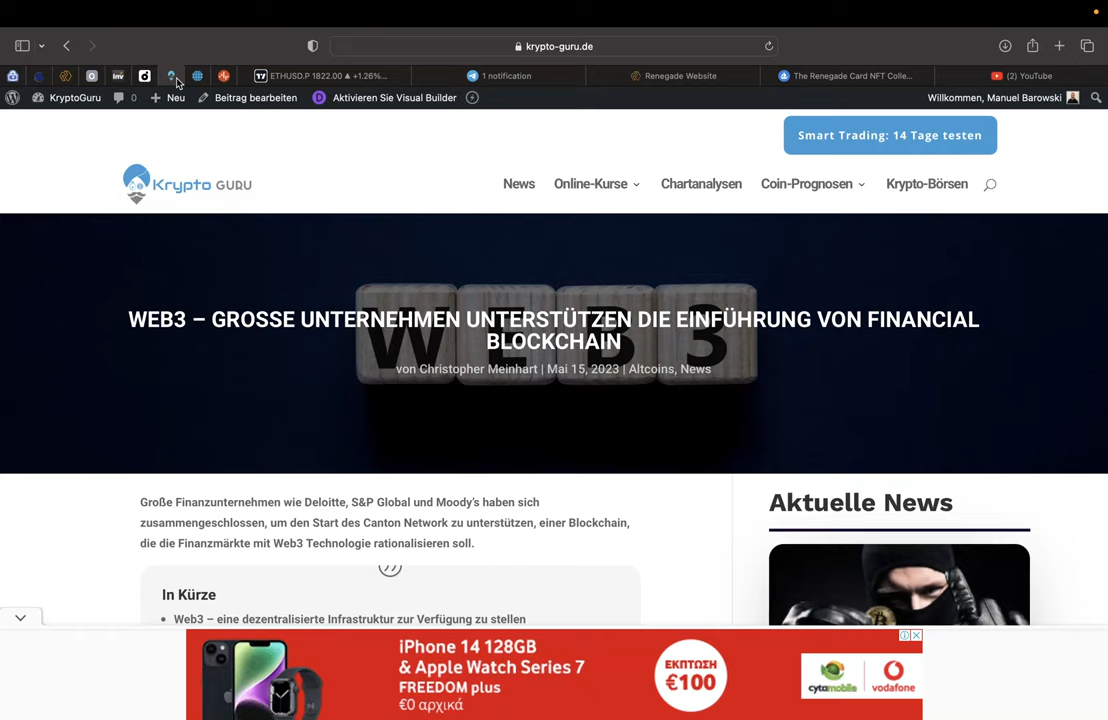 krypto-guru.de
inv
ETHUSD.P 1822.00 ▲ +1.26%...
1 notification
Renegade Website
The Renegade Card NFT Colle...
(2) YouTube
KryptoGuru
0
Neu
Beitrag bearbeiten
D
Aktivieren Sie Visual Builder
Willkommen, Manuel Barowski
Smart Trading: 14 Tage testen
Krypto GURU
News
Online-Kurse
Chartanalysen
Coin-Prognosen
Krypto-Börsen
WEB3
WEB3 – GROSSE UNTERNEHMEN UNTERSTÜTZEN DIE EINFÜHRUNG VON FINANCIAL
BLOCKCHAIN
von Christopher Meinhart | Mai 15, 2023 | Altcoins, News
Große Finanzunternehmen wie Deloitte, S&P Global und Moody's haben sich
zusammengeschlossen, um den Start des Canton Network zu unterstützen, einer Blockchain,
die die Finanzmärkte mit Web3 Technologie rationalisieren soll.
In Kürze
• Web3 – eine dezentralisierte Infrastruktur zur Verfügung zu stellen
Aktuelle News
iPhone 14 128GB
& Apple Watch Series 7
FREEDOM plus
€0 αρχικά
ΕΚΠΤΩΣΗ
€100
cytamobile
vodafone